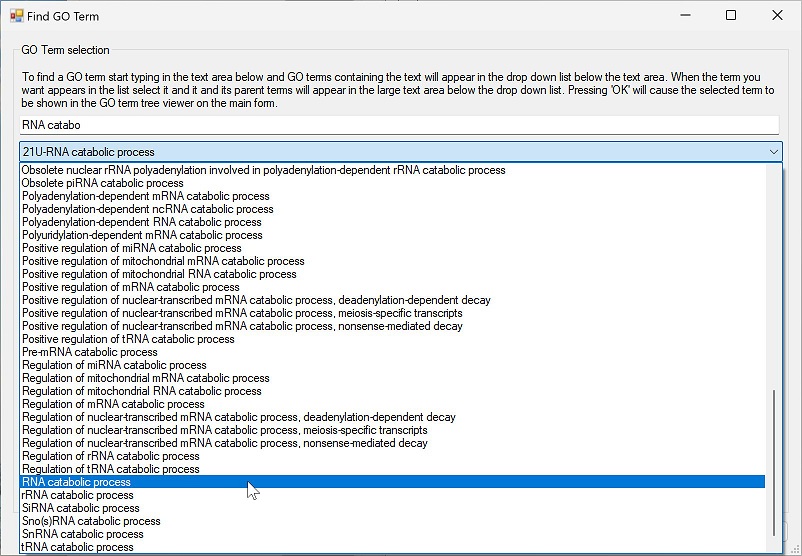 Find GO Term
GO Term selection
To find a GO term start typing in the text area below and GO terms containing the text will appear in the drop down list below the text area. When the term you
want appears in the list select it and it and its parent terms will appear in the large text area below the drop down list. Pressing 'OK' will cause the selected term to
be shown in the GO term tree viewer on the main form.
RNA catabo
21U-RNA catabolic process
Obsolete nuclear rRNA polyadenylation involved in polyadenylation-dependent rRNA catabolic process
Obsolete piRNA catabolic process
Polyadenylation-dependent mRNA catabolic process
Polyadenylation-dependent ncRNA catabolic process
Polyadenylation-dependent RNA catabolic process
Polyuridylation-dependent mRNA catabolic process
Positive regulation of miRNA catabolic process
Positive regulation of mitochondrial mRNA catabolic process
Positive regulation of mitochondrial RNA catabolic process
Positive regulation of mRNA catabolic process
Positive regulation of nuclear-transcribed mRNA catabolic process, deadenylation-dependent decay
Positive regulation of nuclear-transcribed mRNA catabolic process, meiosis-specific transcripts
Positive regulation of nuclear-transcribed mRNA catabolic process, nonsense-mediated decay
Positive regulation of tRNA catabolic process
Pre-mRNA catabolic process
Regulation of miRNA catabolic process
Regulation of mitochondrial mRNA catabolic process
Regulation of mitochondrial RNA catabolic process
Regulation of mRNA catabolic process
Regulation of nuclear-transcribed mRNA catabolic process, deadenylation-dependent decay
Regulation of nuclear-transcribed mRNA catabolic process, meiosis-specific transcripts
Regulation of nuclear-transcribed mRNA catabolic process, nonsense-mediated decay
Regulation of rRNA catabolic process
Regulation of tRNA catabolic process
RNA catabolic process
rRNA catabolic process
SiRNA catabolic process
Sno(s)RNA catabolic process
SnRNA catabolic process
tRNA catabolic process